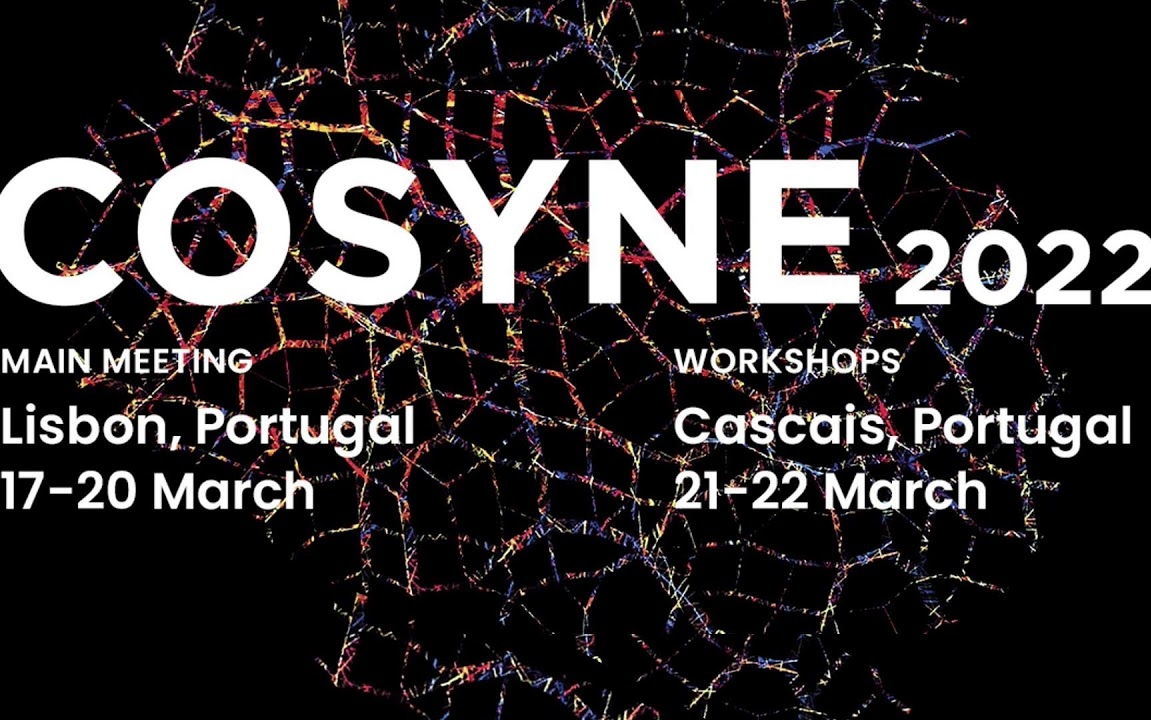 COSYNE 2022
MAIN MEETING
Lisbon, Portugal
17-20 March
WORKSHOPS
Cascais, Portugal
21-22 March